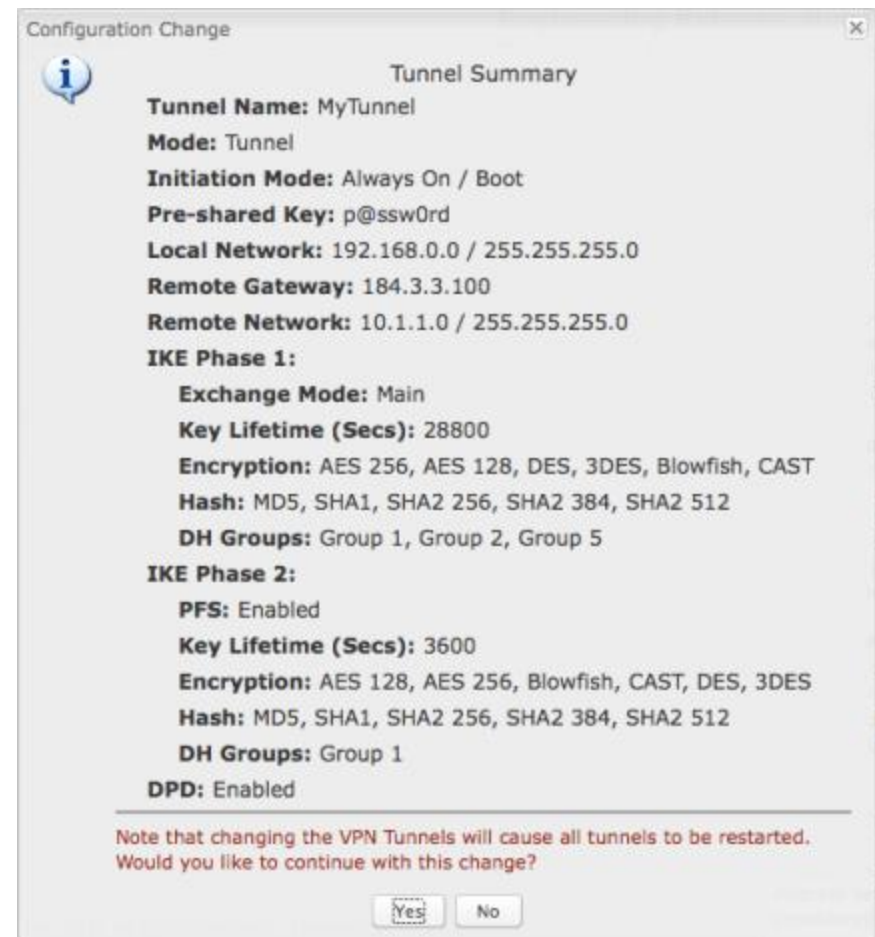 Configuration Change
Tunnel Summary
Tunnel Name: MyTunnel
Mode: Tunnel
Initiation Mode: Always On / Boot
Pre-shared Key: p@ssw0rd
Local Network: 192.168.0.0 / 255.255.255.0
Remote Gateway: 184.3.3.100
Remote Network: 10.1.1.0 / 255.255.255.0
IKE Phase 1:
Exchange Mode: Main
Key Lifetime (Secs): 28800
Encryption: AES 256, AES 128, DES, 3DES, Blowfish, CAST
Hash: MD5, SHA1, SHA2 256, SHA2 384, SHA2 512
DH Groups: Group 1, Group 2, Group 5
IKE Phase 2:
PFS: Enabled
Key Lifetime (Secs): 3600
Encryption: AES 128, AES 256, Blowfish, CAST, DES, 3DES
Hash: MD5, SHA1, SHA2 256, SHA2 384, SHA2 512
DH Groups: Group 1
DPD: Enabled
Note that changing the VPN Tunnels will cause all tunnels to be restarted.
Would you like to continue with this change?
Yes No